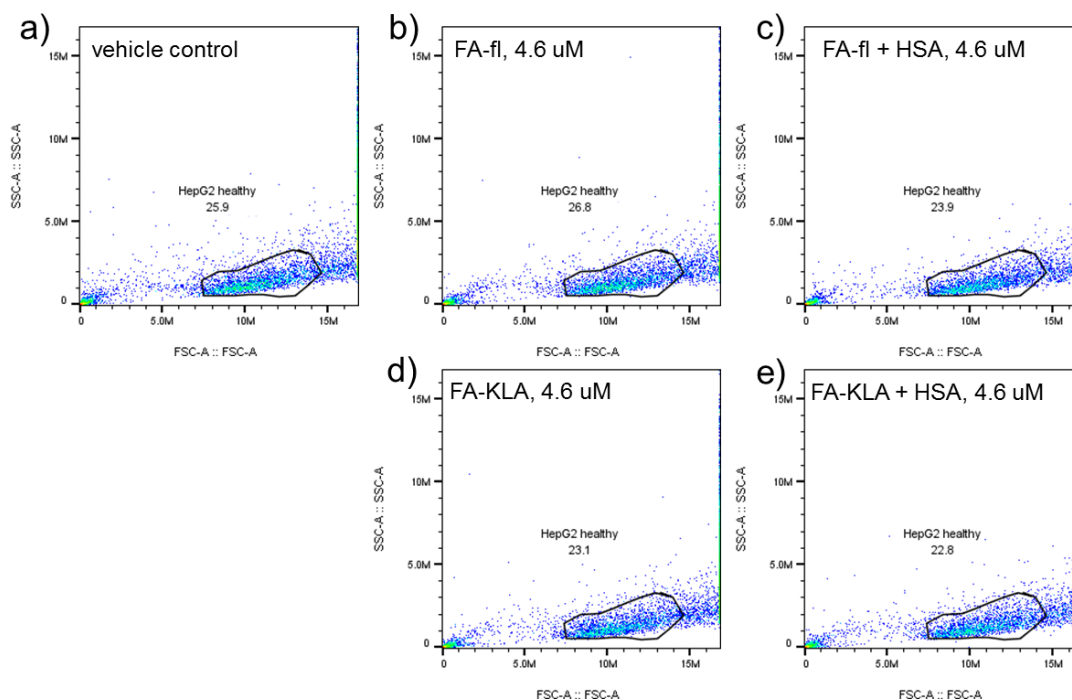 a)
vehicle control
15M
10M
5.0M
0
SSC-A :: SSC-A
HepG2 healthy
25.9
0
5.0M
10M
15M
FSC-A :: FSC-A
b)
FA-fl, 4.6 uM
15M
10M
5.0M
0
SSC-A :: SSC-A
HepG2 healthy
26.8
0
5.0M
10M
15M
FSC-A :: FSC-A
c)
FA-fl + HSA, 4.6 uM
15M
10M
5.0M
0
SSC-A :: SSC-A
HepG2 healthy
23.9
0
5.0M
10M
15M
FSC-A :: FSC-A
d)
FA-KLA, 4.6 uM
15M
10M
5.0M
0
SSC-A :: SSC-A
HepG2 healthy
23.1
0
5.0M
10M
15M
FSC-A :: FSC-A
e)
FA-KLA + HSA, 4.6 uM
15M
10M
5.0M
0
SSC-A :: SSC-A
HepG2 healthy
22.8
0
5.0M
10M
15M
FSC-A :: FSC-A